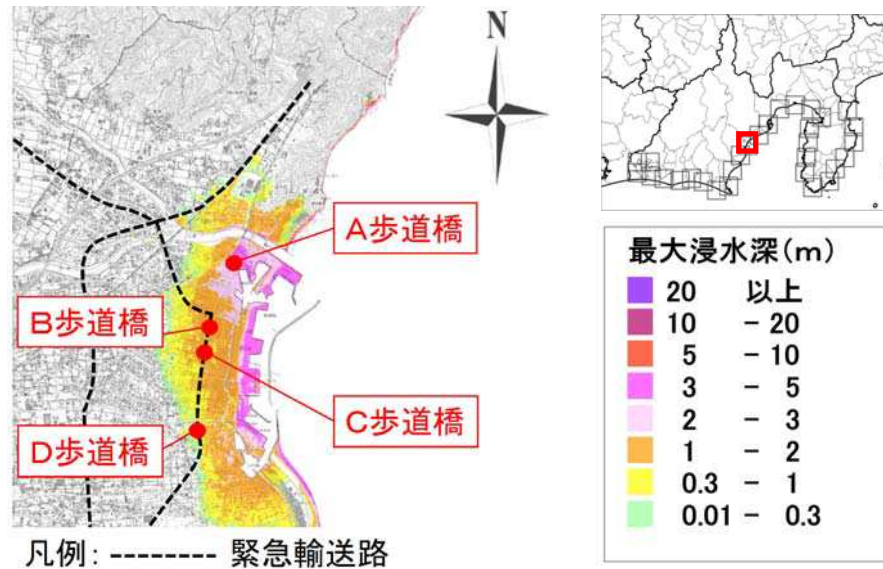 N
A歩道橋
B歩道橋
C歩道橋
D歩道橋
凡例: -------- 緊急輸送路
最大浸水深(m)
20 以上
10 - 20
5 - 10
3 - 5
2 - 3
1 - 2
0.3 - 1
0.01 - 0.3